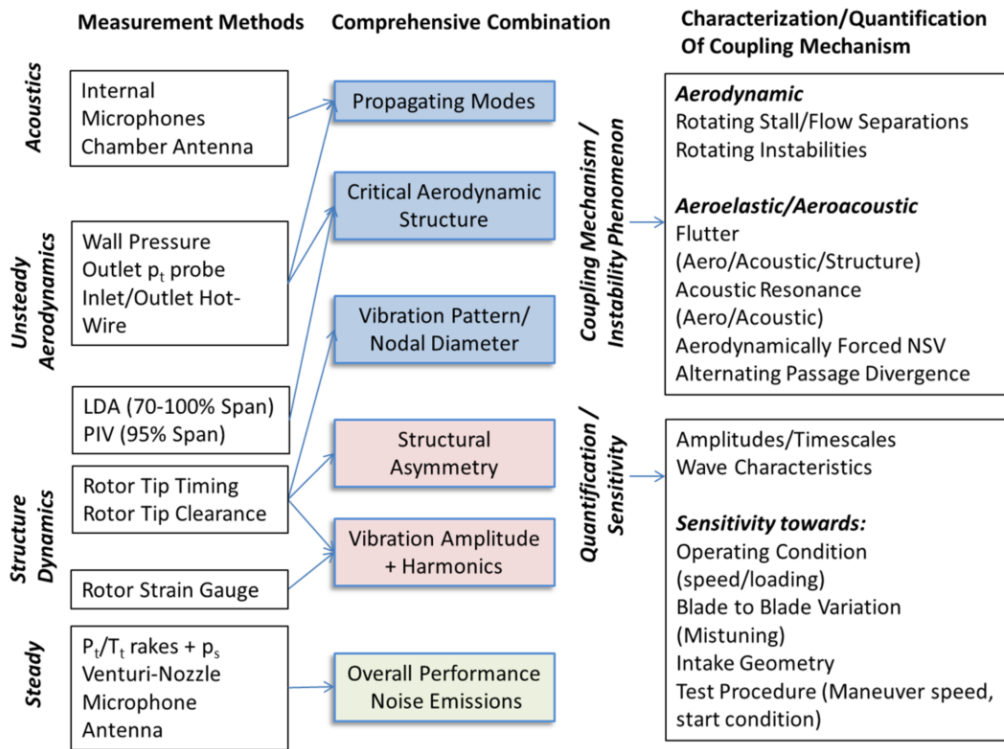 Measurement Methods
Comprehensive Combination
Characterization/Quantification
Of Coupling Mechanism
Acoustics
Internal
Microphones
Chamber Antenna
Unsteady
Aerodynamics
Wall Pressure
Outlet pt probe
Inlet/Outlet Hot-
Wire
LDA (70-100% Span)
PIV (95% Span)
Structure
Dynamics
Rotor Tip Timing
Rotor Tip Clearance
Rotor Strain Gauge
Steady
Pt/Tt rakes + ps
Venturi-Nozzle
Microphone
Antenna
Propagating Modes
Critical Aerodynamic
Structure
Vibration Pattern/
Nodal Diameter
Structural
Asymmetry
Vibration Amplitude
+ Harmonics
Overall Performance
Noise Emissions
Coupling Mechanism /
Instability Phenomenon
Quantification /
Sensitivity
Aerodynamic
Rotating Stall/Flow Separations
Rotating Instabilities
Aeroelastic/Aeroacoustic
Flutter
(Aero/Acoustic/Structure)
Acoustic Resonance
(Aero/Acoustic)
Aerodynamically Forced NSV
Alternating Passage Divergence
Amplitudes/Timescales
Wave Characteristics
Sensitivity towards:
Operating Condition
(speed/loading)
Blade to Blade Variation
(Mistuning)
Intake Geometry
Test Procedure (Maneuver speed,
start condition)